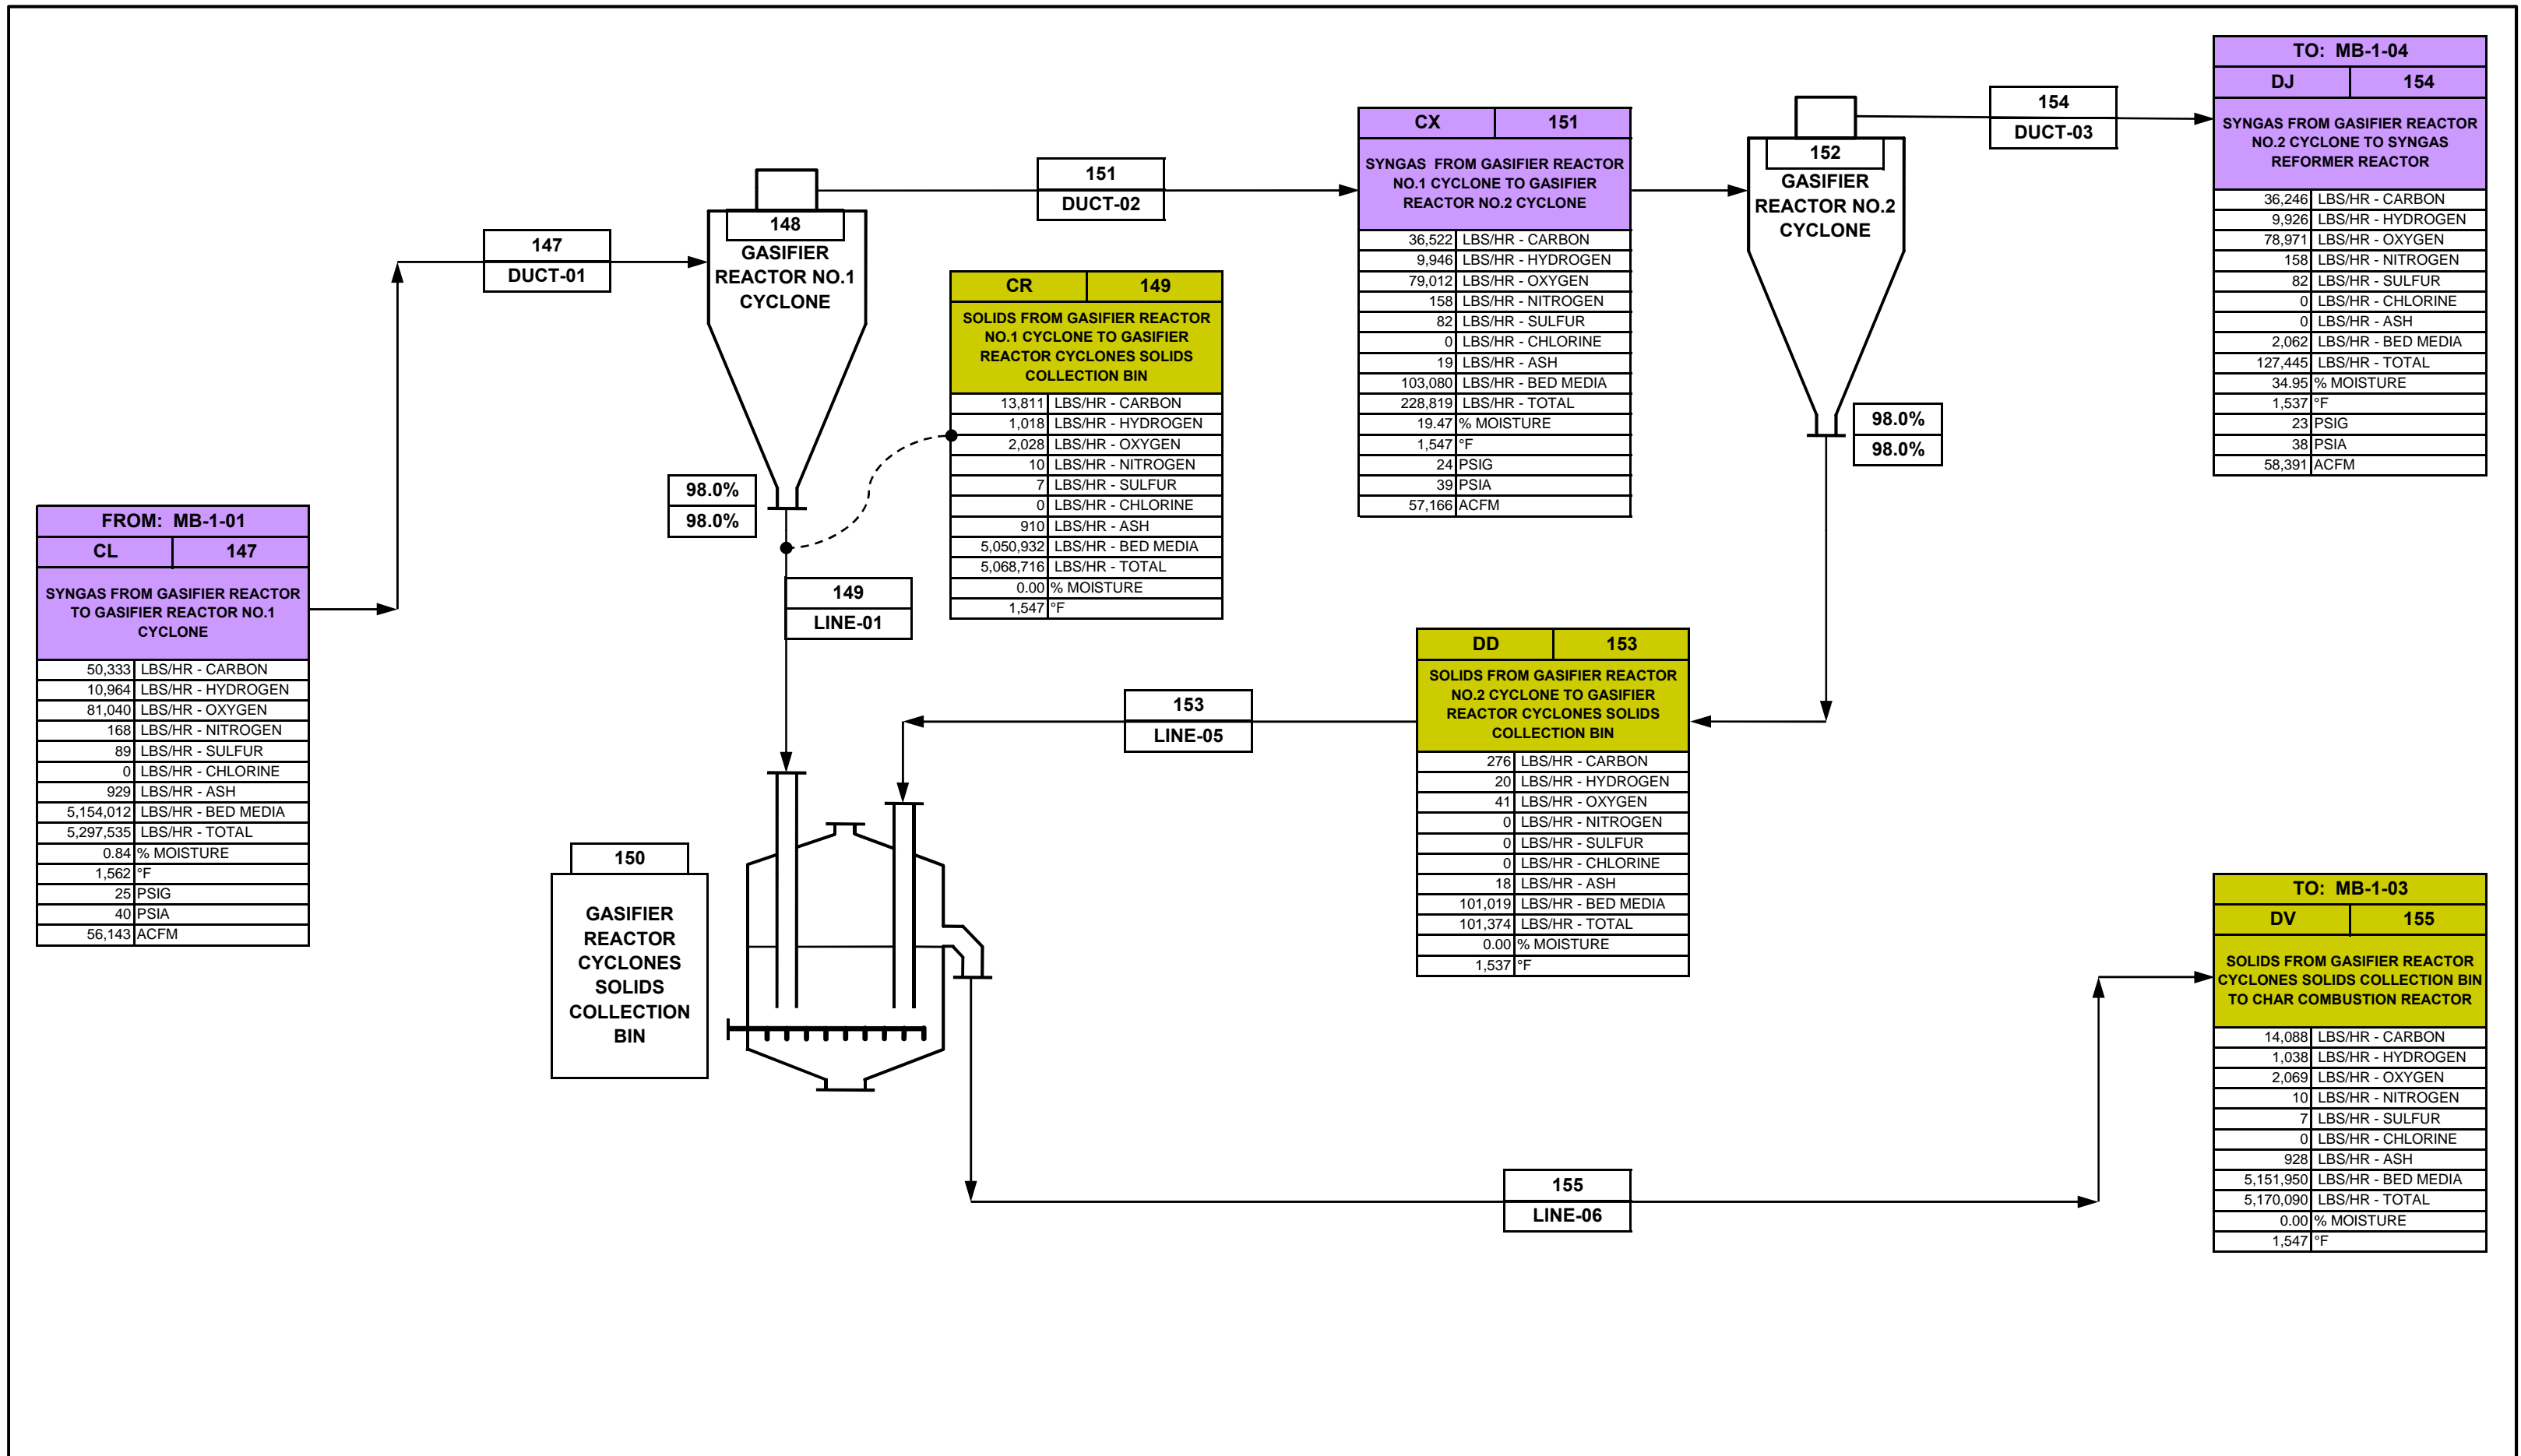 FROM: MB-1-01
CL 147
SYNGAS FROM GASIFIER REACTOR
TO GASIFIER REACTOR NO.1
CYCLONE
50,333 LBS/HR - CARBON
10,964 LBS/HR - HYDROGEN
81,040 LBS/HR - OXYGEN
168 LBS/HR - NITROGEN
89 LBS/HR - SULFUR
0 LBS/HR - CHLORINE
929 LBS/HR - ASH
5,154,012 LBS/HR - BED MEDIA
5,297,535 LBS/HR - TOTAL
0.84 % MOISTURE
1,562 °F
25 PSIG
40 PSIA
56,143 ACFM
147
DUCT-01
148
GASIFIER
REACTOR NO.1
CYCLONE
98.0%
98.0%
149
LINE-01
CR 149
SOLIDS FROM GASIFIER REACTOR
NO.1 CYCLONE TO GASIFIER
REACTOR CYCLONES SOLIDS
COLLECTION BIN
13,811 LBS/HR - CARBON
1,018 LBS/HR - HYDROGEN
2,028 LBS/HR - OXYGEN
10 LBS/HR - NITROGEN
7 LBS/HR - SULFUR
0 LBS/HR - CHLORINE
910 LBS/HR - ASH
5,050,932 LBS/HR - BED MEDIA
5,068,716 LBS/HR - TOTAL
0.00 % MOISTURE
1,547 °F
151
DUCT-02
CX 151
SYNGAS FROM GASIFIER REACTOR
NO.1 CYCLONE TO GASIFIER
REACTOR NO.2 CYCLONE
36,522 LBS/HR - CARBON
9,946 LBS/HR - HYDROGEN
79,012 LBS/HR - OXYGEN
158 LBS/HR - NITROGEN
82 LBS/HR - SULFUR
0 LBS/HR - CHLORINE
19 LBS/HR - ASH
103,080 LBS/HR - BED MEDIA
228,819 LBS/HR - TOTAL
19.47 % MOISTURE
1,547 °F
24 PSIG
39 PSIA
57,166 ACFM
152
GASIFIER
REACTOR NO.2
CYCLONE
98.0%
98.0%
154
DUCT-03
TO: MB-1-04
DJ 154
SYNGAS FROM GASIFIER REACTOR
NO.2 CYCLONE TO SYNGAS
REFORMER REACTOR
36,246 LBS/HR - CARBON
9,926 LBS/HR - HYDROGEN
78,971 LBS/HR - OXYGEN
158 LBS/HR - NITROGEN
82 LBS/HR - SULFUR
0 LBS/HR - CHLORINE
0 LBS/HR - ASH
2,062 LBS/HR - BED MEDIA
127,445 LBS/HR - TOTAL
34.95 % MOISTURE
1,537 °F
23 PSIG
38 PSIA
58,391 ACFM
DD 153
SOLIDS FROM GASIFIER REACTOR
NO.2 CYCLONE TO GASIFIER
REACTOR CYCLONES SOLIDS
COLLECTION BIN
276 LBS/HR - CARBON
20 LBS/HR - HYDROGEN
41 LBS/HR - OXYGEN
0 LBS/HR - NITROGEN
0 LBS/HR - SULFUR
0 LBS/HR - CHLORINE
18 LBS/HR - ASH
101,019 LBS/HR - BED MEDIA
101,374 LBS/HR - TOTAL
0.00 % MOISTURE
1,537 °F
153
LINE-05
150
GASIFIER
REACTOR
CYCLONES
SOLIDS
COLLECTION
BIN
155
LINE-06
TO: MB-1-03
DV 155
SOLIDS FROM GASIFIER REACTOR
CYCLONES SOLIDS COLLECTION BIN
TO CHAR COMBUSTION REACTOR
14,088 LBS/HR - CARBON
1,038 LBS/HR - HYDROGEN
2,069 LBS/HR - OXYGEN
10 LBS/HR - NITROGEN
7 LBS/HR - SULFUR
0 LBS/HR - CHLORINE
928 LBS/HR - ASH
5,151,950 LBS/HR - BED MEDIA
5,170,090 LBS/HR - TOTAL
0.00 % MOISTURE
1,547 °F